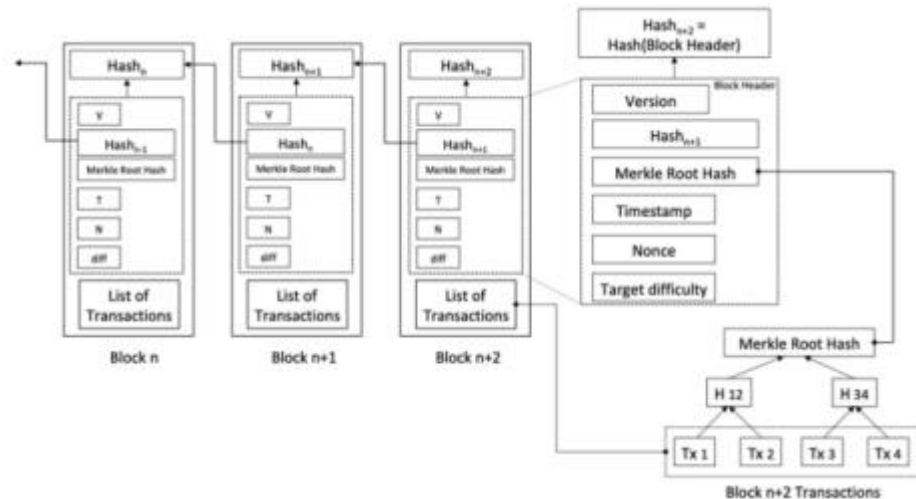 Hashn
V
Hashn-1
Merkle Root Hash
T
N
diff
List of
Transactions
Block n
Hashn+1
V
Hashn
Merkle Root Hash
T
N
diff
List of
Transactions
Block n+1
Hashn+2
V
Hashn+1
Merkle Root Hash
T
N
diff
List of
Transactions
Block n+2
Hashn+2 =
Hash(Block Header)
Block Header
Version
Hashn+1
Merkle Root Hash
Timestamp
Nonce
Target difficulty
Merkle Root Hash
H 12
H 34
Tx 1
Tx 2
Tx 3
Tx 4
Block n+2 Transactions